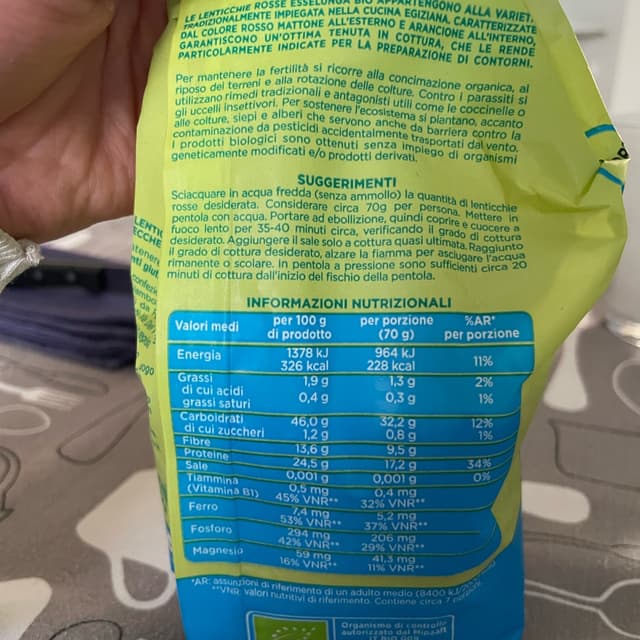 LE LENTICCHIE ROSSE ESSELUNGA BIO APPARTENGONO ALLA VARIET
TRADIZIONALMENTE IMPIEGATA NELLA CUCINA EGIZIANA. CARATTERIZZATE
DAL COLORE ROSSO MATTONE ALL'ESTERNO E ARANCIONE ALL'INTERNO,
GARANTISCONO UN'OTTIMA TENUTA IN COTTURA, CHE LE RENDE
PARTICOLARMENTE INDICATE PER LA PREPARAZIONE DI CONTORNI.
Per mantenere la fertilità si ricorre alla concimazione organica, al
riposo dei terreni e alla rotazione delle colture. Contro i parassiti si
utilizzano rimedi tradizionali e antagonisti utili come le coccinelle o
gli uccelli insettivori. Per sostenere l'ecosistema si piantano, accanto
alle colture, siepi e alberi che servono anche da barriera contro la
contaminazione da pesticidi accidentalmente trasportati dal vento.
I prodotti biologici sono ottenuti senza impiego di organismi
geneticamente modificati e/o prodotti derivati.
SUGGERIMENTI
Sciacquare in acqua fredda (senza ammollo) la quantità di lenticchie
rosse desiderata. Considerare circa 70g per persona. Mettere in
pentola con acqua. Portare ad ebollizione, quindi coprire e cuocere a
fuoco lento per 35-40 minuti circa, verificando il grado di cottura
desiderato. Aggiungere il sale solo a cottura quasi ultimata. Raggiunto
il grado di cottura desiderato, alzare la fiamma per asciugare l'acqua
rimanente o scolare. In pentola a pressione sono sufficienti circa 20
minuti di cottura dall'inizio del fischio della pentola.
INFORMAZIONI NUTRIZIONALI
Valori medi per 100 g di prodotto per porzione (70 g) %AR* per porzione
Energia 1378 kJ 326 kcal 964 kJ 228 kcal 11%
Grassi 1,9 g 1,3 g 2%
di cui acidi grassi saturi 0,4 g 0,3 g 1%
Carboidrati 46,0 g 32,2 g 12%
di cui zuccheri 1,2 g 0,8 g 1%
Fibre 13,6 g 9,5 g
Proteine 24,5 g 17,2 g 34%
Sale 0,001 g 0,001 g 0%
Tiammina (Vitamina B1) 0,5 mg 45% VNR** 0,4 mg 32% VNR**
Ferro 7,4 mg 53% VNR** 5,2 mg 37% VNR**
Fosforo 294 mg 42% VNR** 206 mg 29% VNR**
Magnesio 59 mg 16% VNR** 41,3 mg 11% VNR**
*AR: assunzioni di riferimento di un adulto medio (8400 kJ/
**VNR: valori nutritivi di riferimento. Contiene circa 7
Organismo di controllo
autorizzato dal Mipaaft